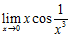 lim x→0 x cos 1/x³